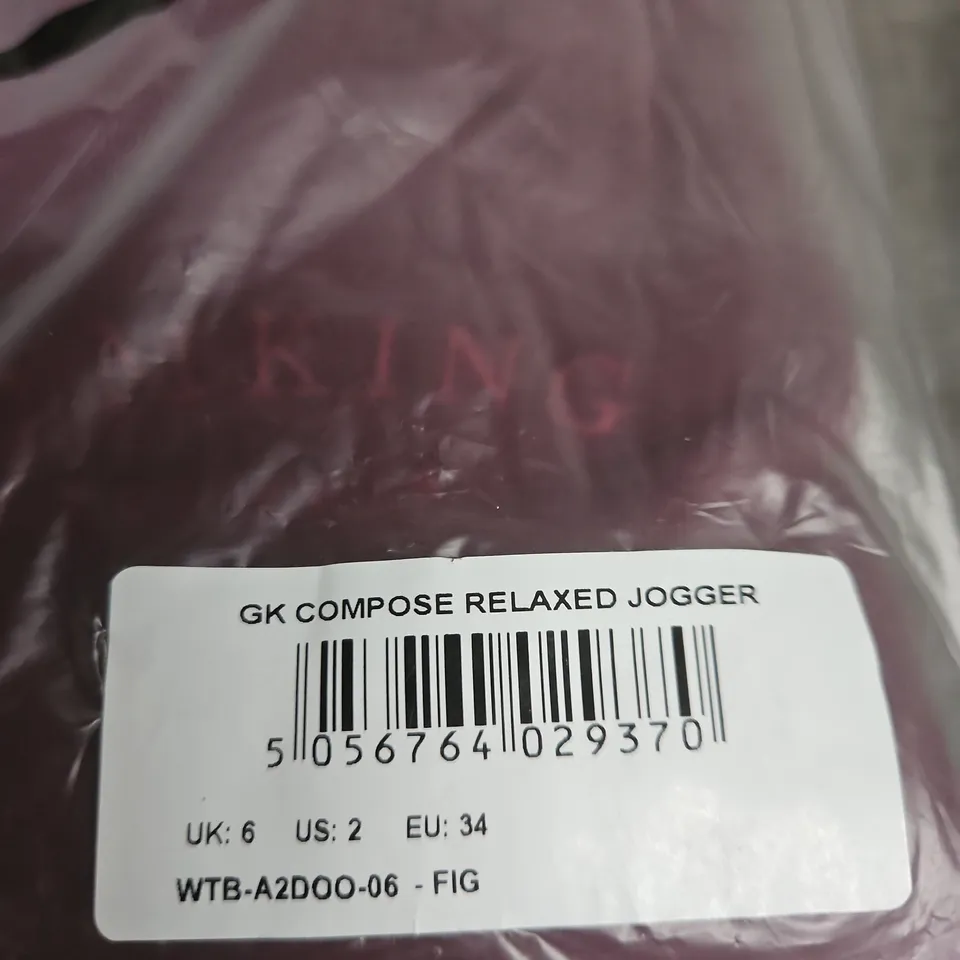 KING
GK COMPOSE RELAXED JOGGER
5 056764 029370
UK: 6 US: 2 EU: 34
WTB-A2DOO-06 - FIG